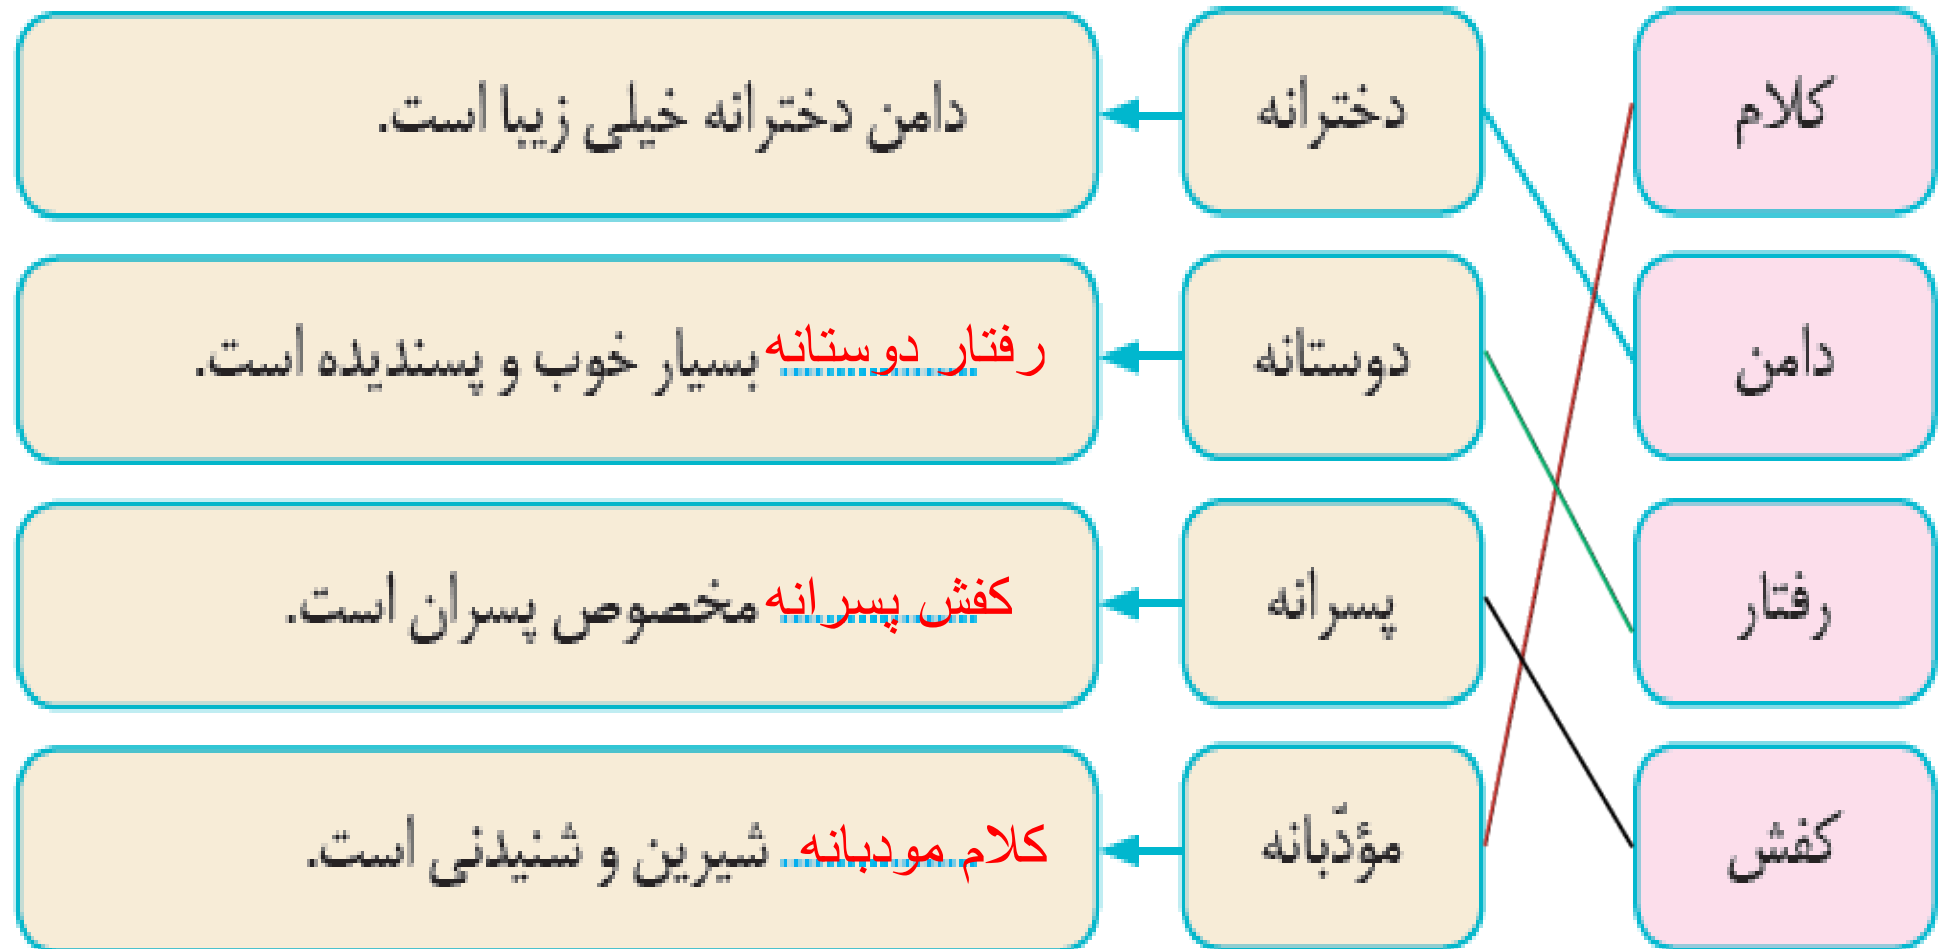 کلام
دخترانه
دامن دخترانه خیلی زیبا است.
دامن
دوستانه
رفتار دوستانه بسیار خوب و پسندیده است.
رفتار
پسرانه
کفش پسرانه مخصوص پسران است.
کفش
مؤدّبانه
کلام مودبانه شیرین و شنیدنی است.